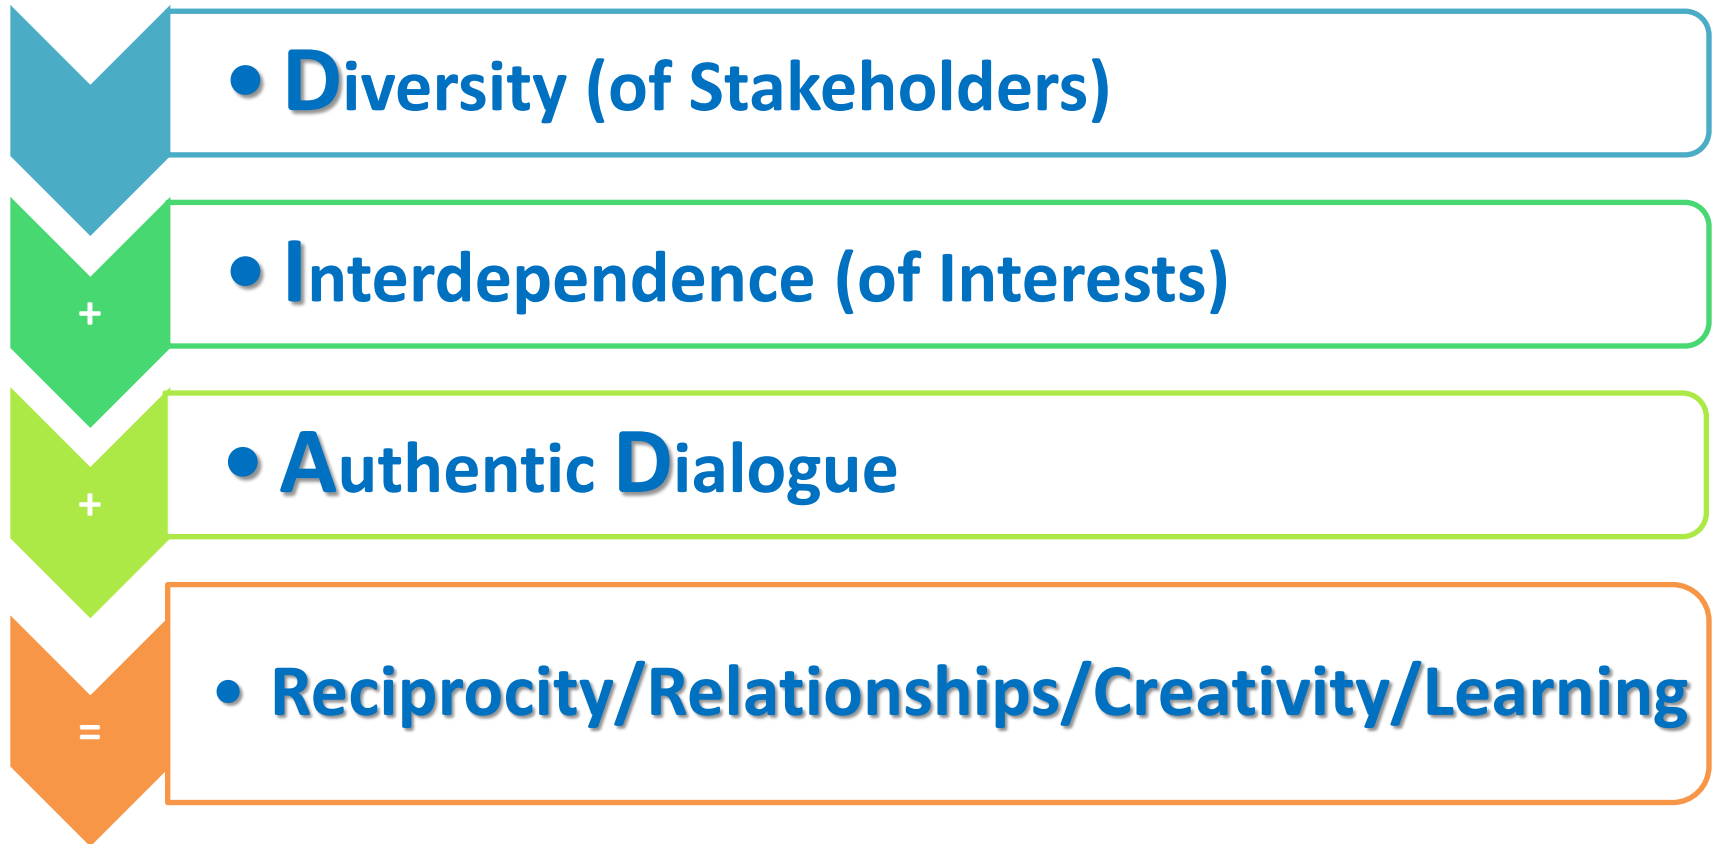 • Diversity (of Stakeholders)
+ • Interdependence (of Interests)
+ • Authentic Dialogue
= • Reciprocity/Relationships/Creativity/Learning